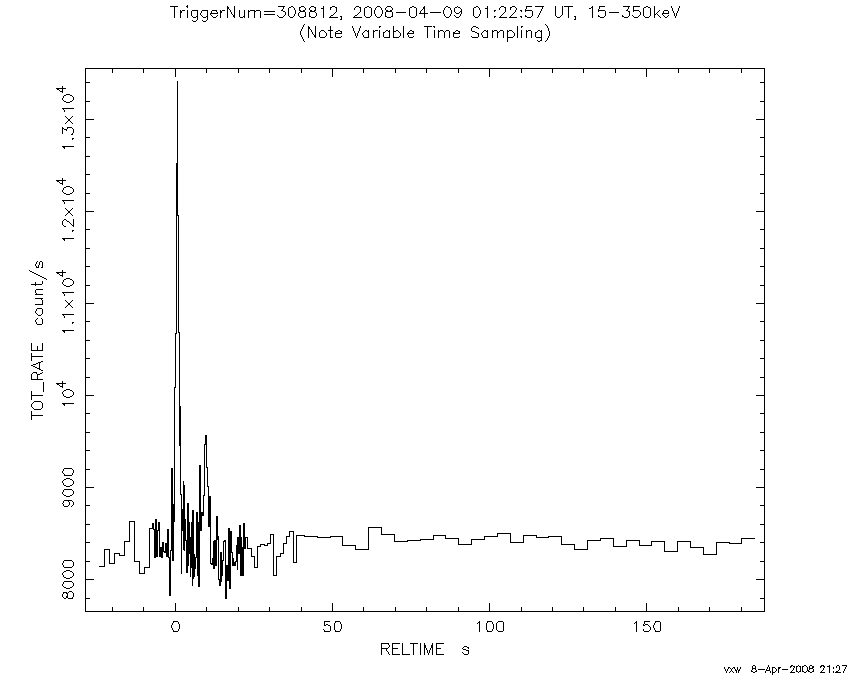 TriggerNum=308812, 2008-04-09 01:22:57 UT, 15-350keV
(Note Variable Time Sampling)
TOT_RATE count/s
1.3×10⁴
1.2×10⁴
1.1×10⁴
10⁴
9000
8000
0 50 100 150
RELTIME s
vxw 8-Apr-2008 21:27